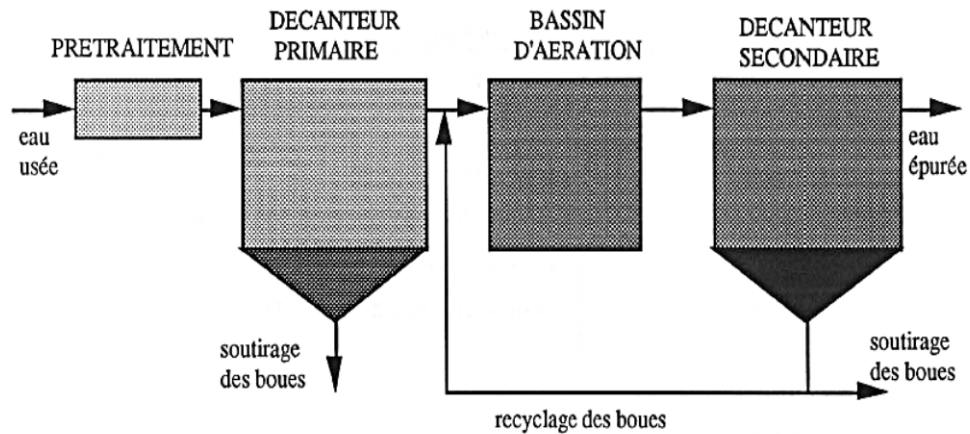 PRETRAITEMENT
DECANTEUR
PRIMAIRE
BASSIN
D'AERATION
DECANTEUR
SECONDAIRE
eau
usée
eau
épurée
soutirage
des boues
soutirage
des boues
recyclage des boues